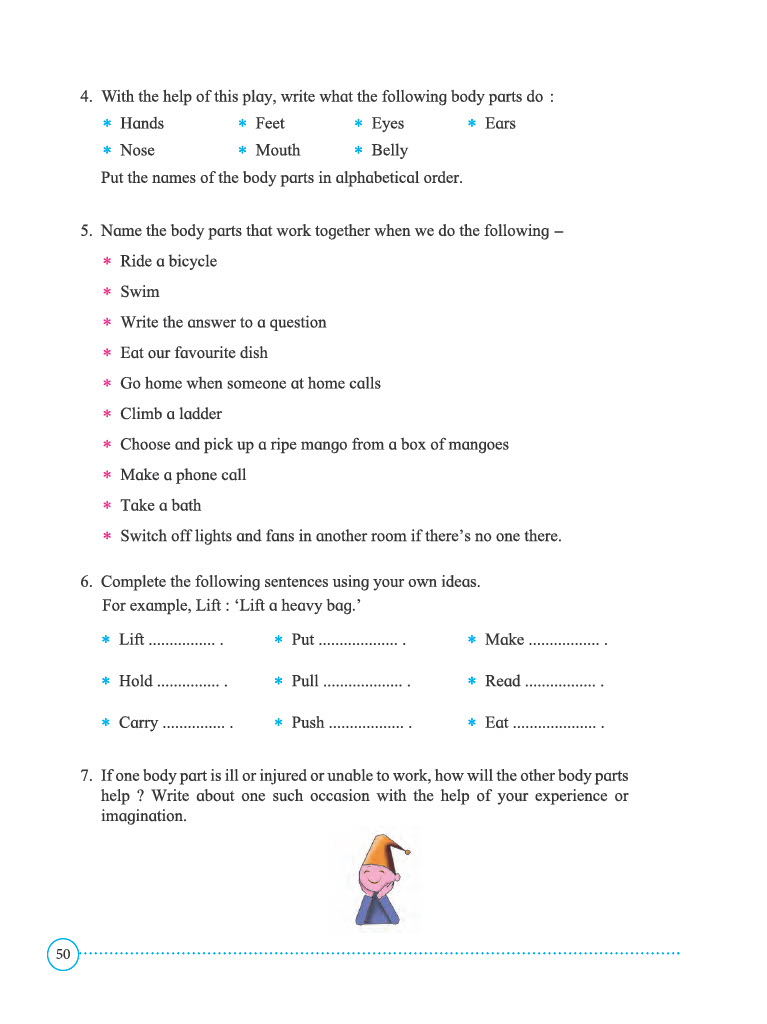 4. With the help of this play, write what the following body parts do :
* Hands * Feet * Eyes * Ears
* Nose * Mouth * Belly
Put the names of the body parts in alphabetical order.
5. Name the body parts that work together when we do the following –
* Ride a bicycle
* Swim
* Write the answer to a question
* Eat our favourite dish
* Go home when someone at home calls
* Climb a ladder
* Choose and pick up a ripe mango from a box of mangoes
* Make a phone call
* Take a bath
* Switch off lights and fans in another room if there’s no one there.
6. Complete the following sentences using your own ideas.
For example, Lift : ‘Lift a heavy bag.’
* Lift ................ . * Put ................... . * Make ................. .
* Hold ............... . * Pull ................... . * Read ................. .
* Carry ............... . * Push .................. . * Eat .................... .
7. If one body part is ill or injured or unable to work, how will the other body parts
help ? Write about one such occasion with the help of your experience or
imagination.
50